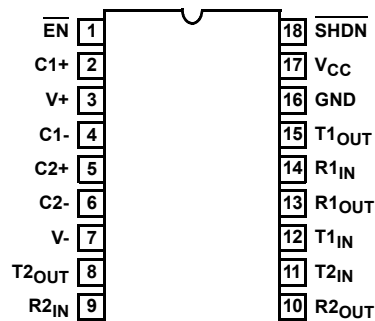 EN 1 18 SHDN
C1+ 2 17 VCC
V+ 3 16 GND
C1- 4 15 T1OUT
C2+ 5 14 R1IN
C2- 6 13 R1OUT
V- 7 12 T1IN
T2OUT 8 11 T2IN
R2IN 9 10 R2OUT